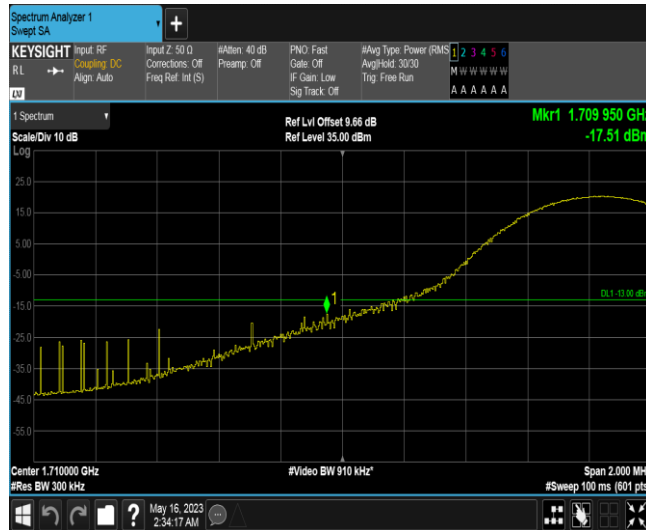 Spectrum Analyzer 1
Swept SA
+
KEYSIGHT
RL
LXI
Input: RF
Coupling: DC
Align: Auto
Input Z: 50 Ω
Corrections: Off
Freq Ref: Int (S)
#Atten: 40 dB
Preamp: Off
PNO: Fast
Gate: Off
IF Gain: Low
Sig Track: Off
#Avg Type: Power (RMS
Avg|Hold: 30/30
Trig: Free Run
1 2 3 4 5 6
M W W W W W
A A A A A A
1 Spectrum
Scale/Div 10 dB
Log
Ref Lvl Offset 9.66 dB
Ref Level 35.00 dBm
Mkr1 1.709 950 GHz
-17.51 dBm
25.0
15.0
5.00
-5.00
-15.0
-25.0
-35.0
-45.0
-55.0
1
DL1 -13.00 dBm
Center 1.710000 GHz
#Res BW 300 kHz
#Video BW 910 kHz*
Span 2.000 MH
#Sweep 100 ms (601 pts
?
May 16, 2023
2:34:17 AM